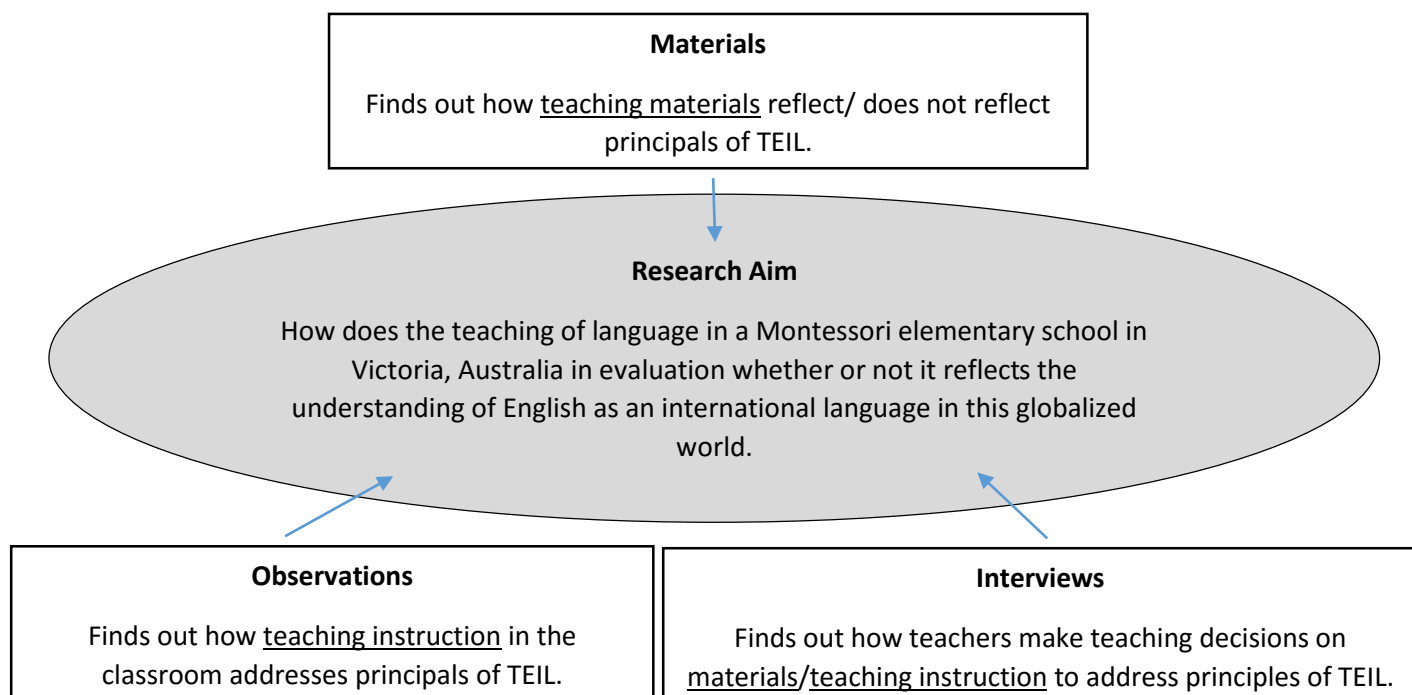 Materials
Finds out how teaching materials reflect/ does not reflect
principals of TEIL.
Research Aim
How does the teaching of language in a Montessori elementary school in
Victoria, Australia in evaluation whether or not it reflects the
understanding of English as an international language in this globalized
world.
Observations
Finds out how teaching instruction in the
classroom addresses principals of TEIL.
Interviews
Finds out how teachers make teaching decisions on
materials/teaching instruction to address principles of TEIL.